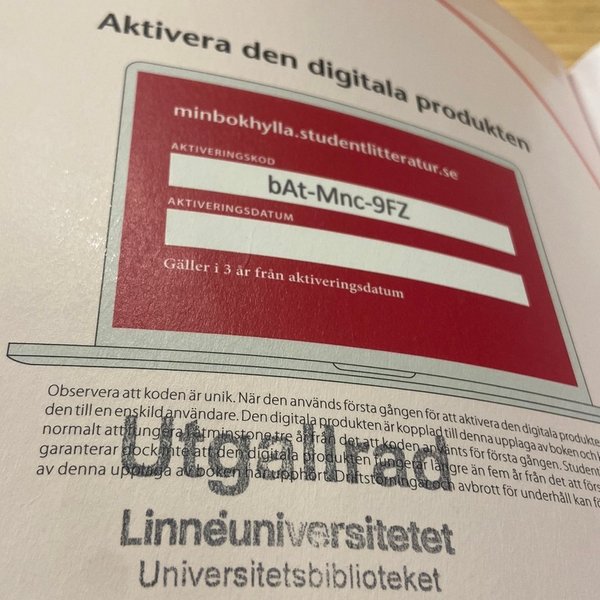 Aktivera den digitala produkten
minbokhylla.studentlitteratur.se
AKTIVERINGSKOD
bAt-Mnc-9FZ
AKTIVERINGSDATUM
Gäller i 3 år från aktiveringsdatum
Observera att koden är unik. När den används första gången för att aktivera den digitala produkte
den till en enskild användare. Den digitala produkten är kopplad till denna upplaga av boken och k
normalt att fungera i åtminstone tre år från det att koden använts för första gången. Student
garanterar dock inte att den digitala produkten fungerar längre än fem år från det att förs
av denna upplaga av boken har upphört. Driftstörningar och avbrott för underhåll kan fö
Utgallrad
Linnéuniversitetet
Universitetsbiblioteket